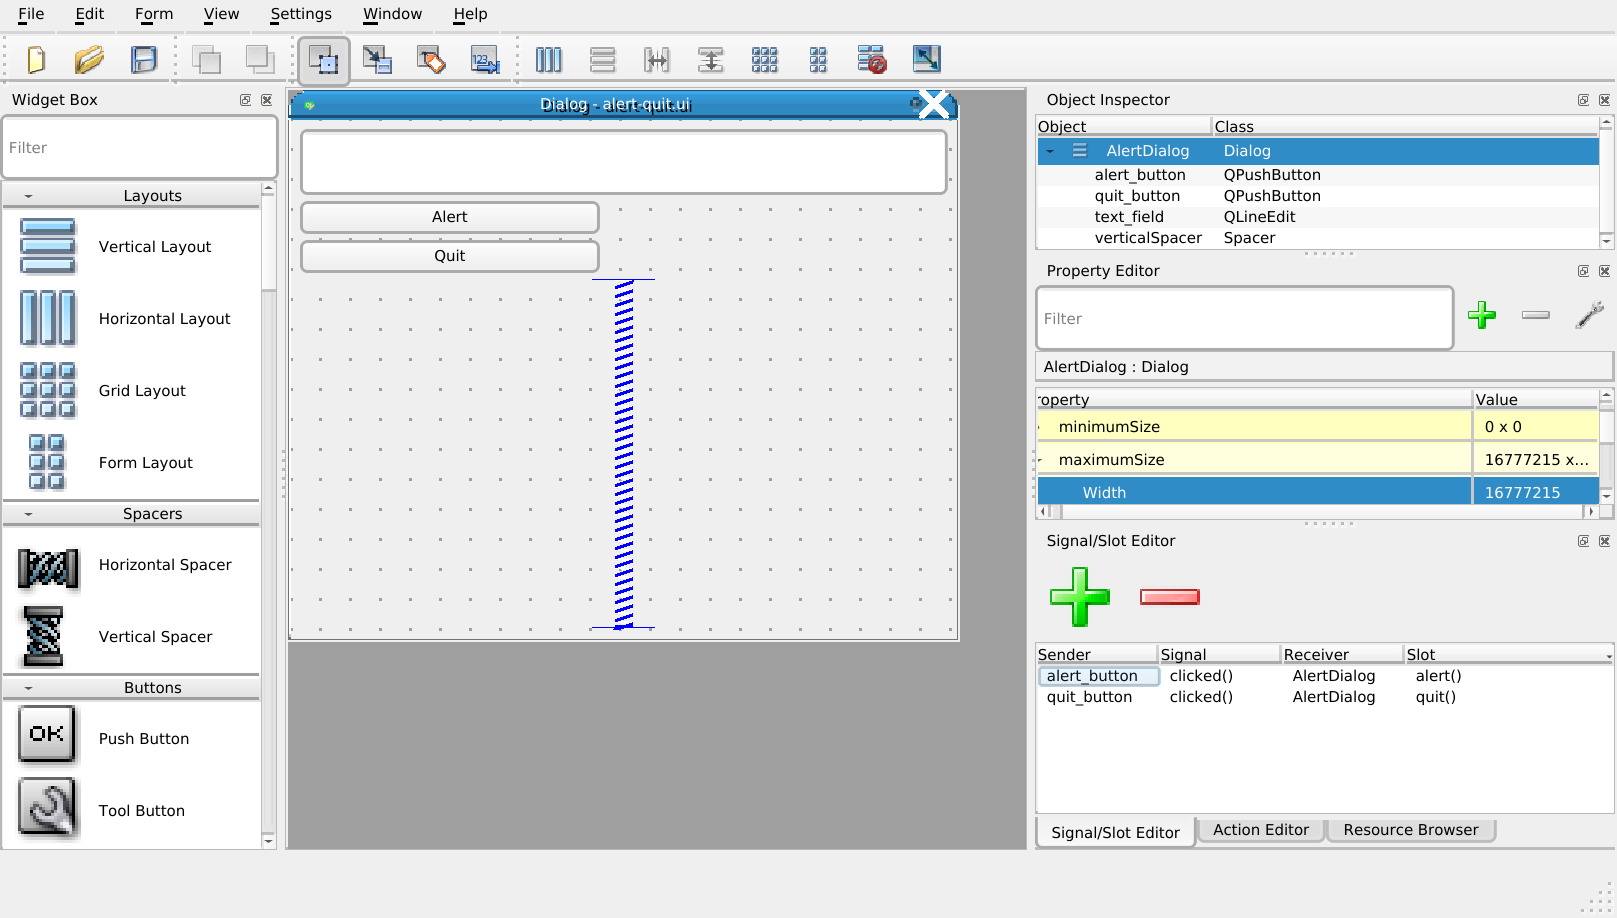 File Edit Form View Settings Window Help
Widget Box
Filter
Layouts
Vertical Layout
Horizontal Layout
Grid Layout
Form Layout
Spacers
Horizontal Spacer
Vertical Spacer
Buttons
OK
Push Button
Tool Button
123
Dialog - alert-quit.ui
Alert
Quit
Object Inspector
Object Class
AlertDialog Dialog
alert_button QPushButton
quit_button QPushButton
text_field QLineEdit
verticalSpacer Spacer
Property Editor
Filter
AlertDialog : Dialog
roperty Value
minimumSize 0 x 0
maximumSize 16777215 x...
Width 16777215
Signal/Slot Editor
Sender Signal Receiver Slot
alert_button clicked() AlertDialog alert()
quit_button clicked() AlertDialog quit()
Signal/Slot Editor Action Editor Resource Browser